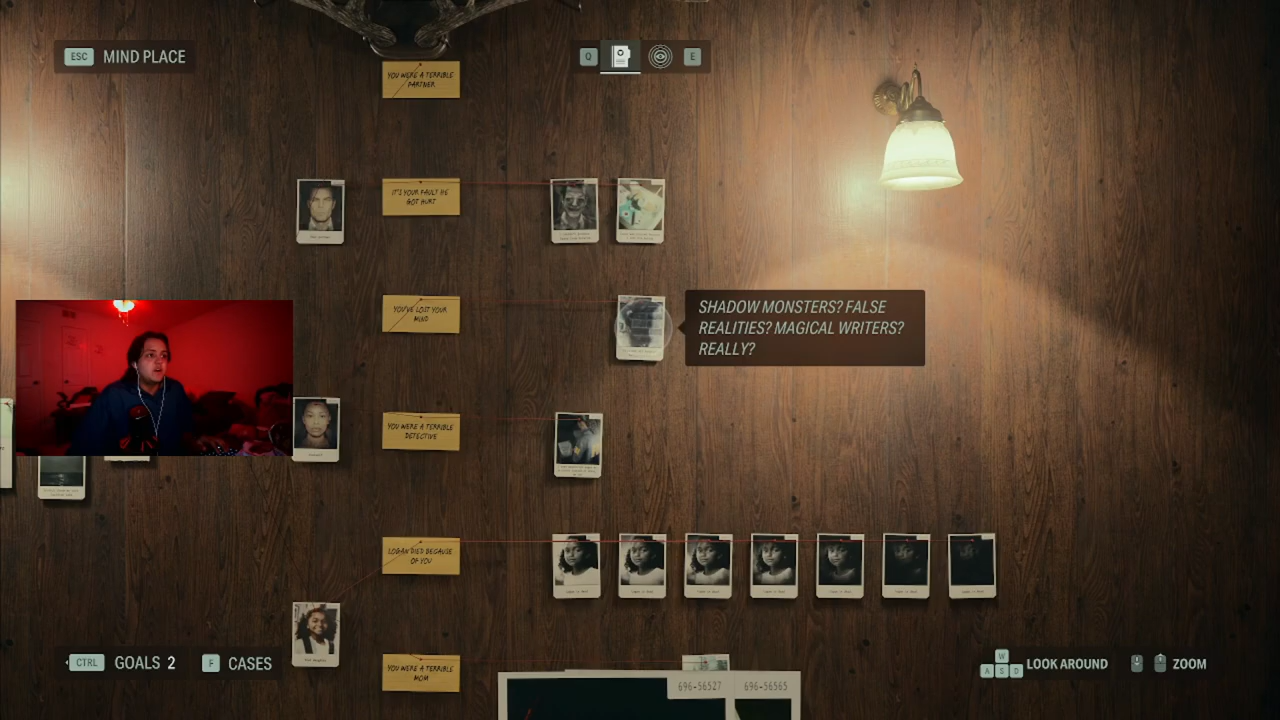 ESC MIND PLACE
Q E
YOU WERE A TERRIBLE
PARTNER
IT'S YOUR FAULT HE
GOT HURT
YOU'VE LOST YOUR
MIND
SHADOW MONSTERS? FALSE
REALITIES? MAGICAL WRITERS?
REALLY?
YOU WERE A TERRIBLE
DETECTIVE
LOGAN DIED BECAUSE
OF YOU
YOU WERE A TERRIBLE
MOM
696-56527 696-56565
CTRL GOALS 2 F CASES
W
A S D LOOK AROUND ZOOM